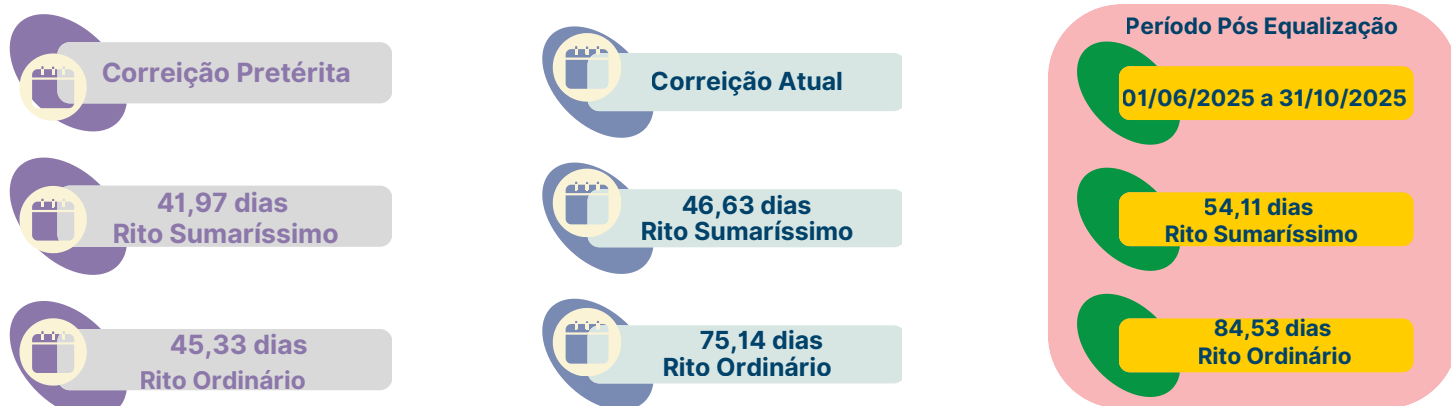 Correição Pretérita
41,97 dias
Rito Sumaríssimo
45,33 dias
Rito Ordinário
Correição Atual
46,63 dias
Rito Sumaríssimo
75,14 dias
Rito Ordinário
Período Pós Equalização
01/06/2025 a 31/10/2025
54,11 dias
Rito Sumaríssimo
84,53 dias
Rito Ordinário